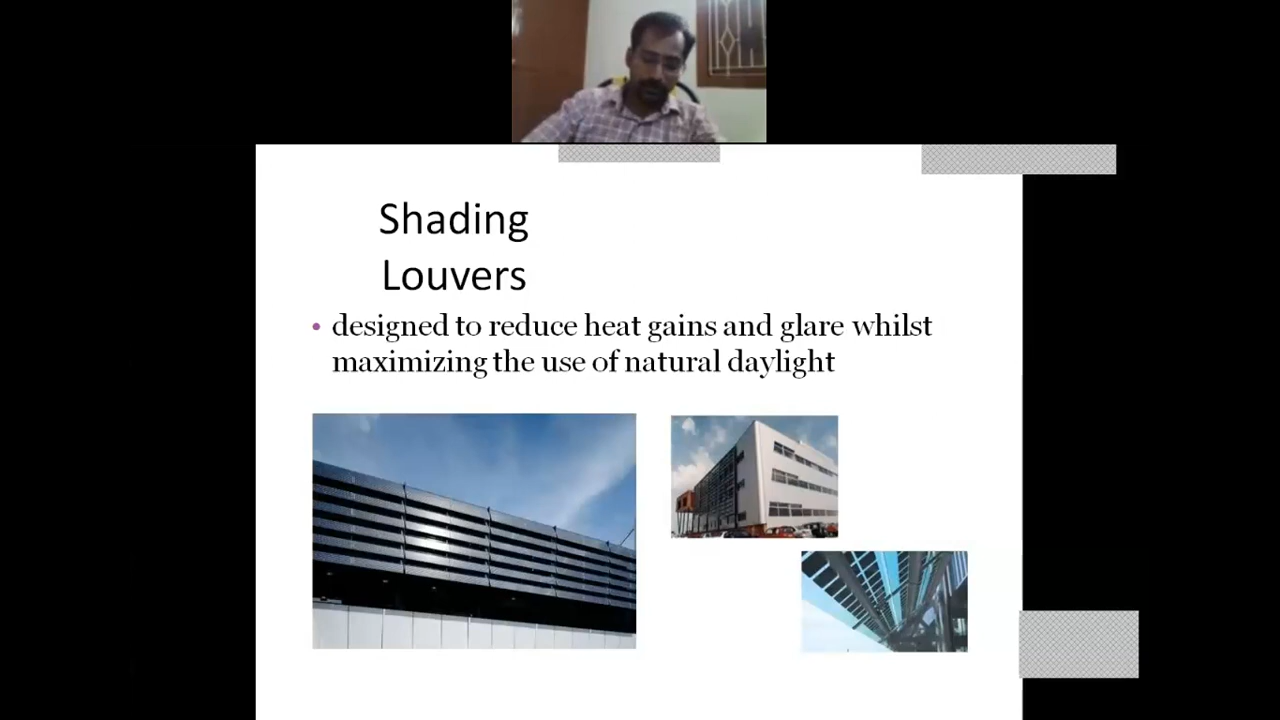 Shading
Louvers
• designed to reduce heat gains and glare whilst
maximizing the use of natural daylight